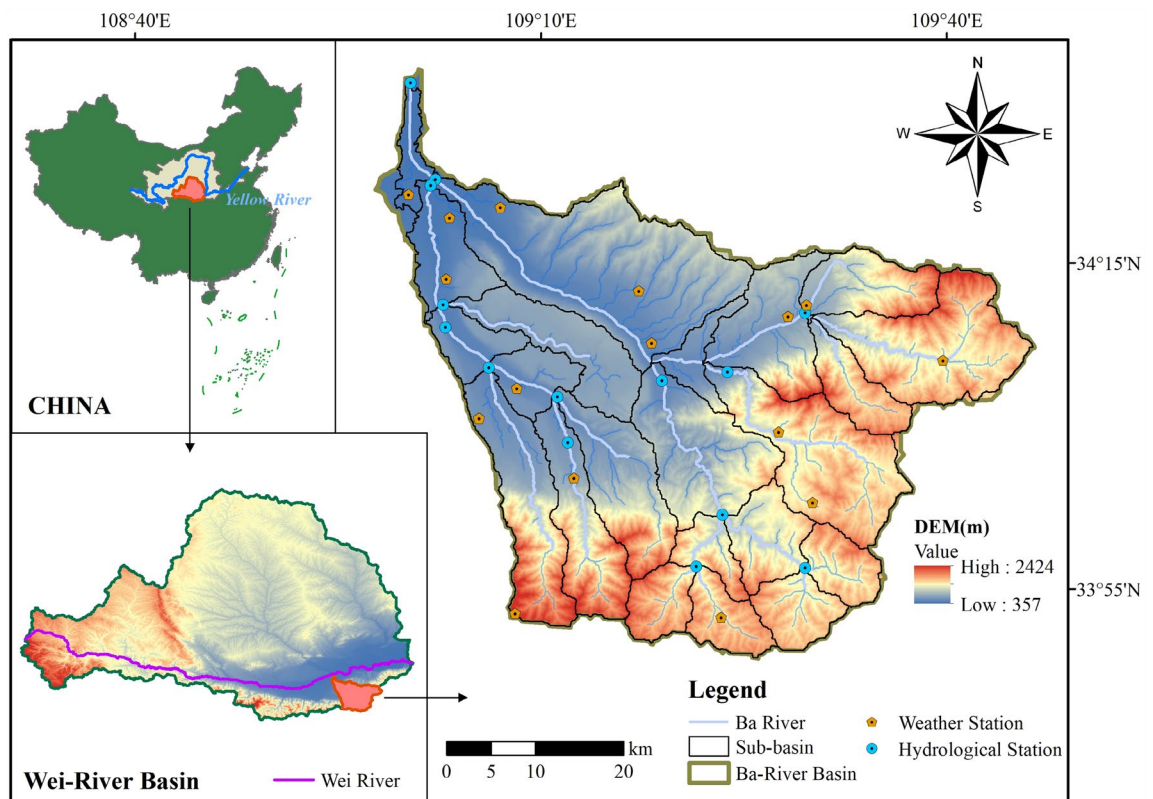 108°40'E
109°10'E
109°40'E
N
W
E
S
Yellow River
34°15'N
CHINA
DEM(m)
Value
High : 2424
Low : 357
33°55'N
Legend
Ba River
Weather Station
Sub-basin
Hydrological Station
Ba-River Basin
km
0 5 10 20
Wei-River Basin
Wei River